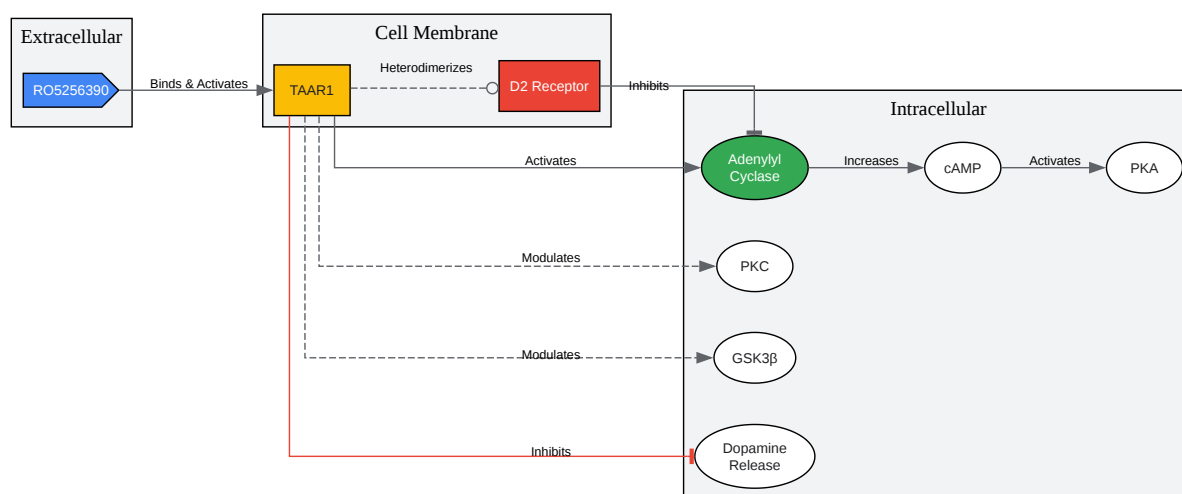 Extracellular
Cell Membrane
RO5256390
Binds & Activates
TAAR1
Heterodimerizes
D2 Receptor
Inhibits
Intracellular
Activates
Adenylyl
Cyclase
Increases
cAMP
Activates
PKA
Modulates
PKC
Modulates
GSK3β
Inhibits
Dopamine
Release